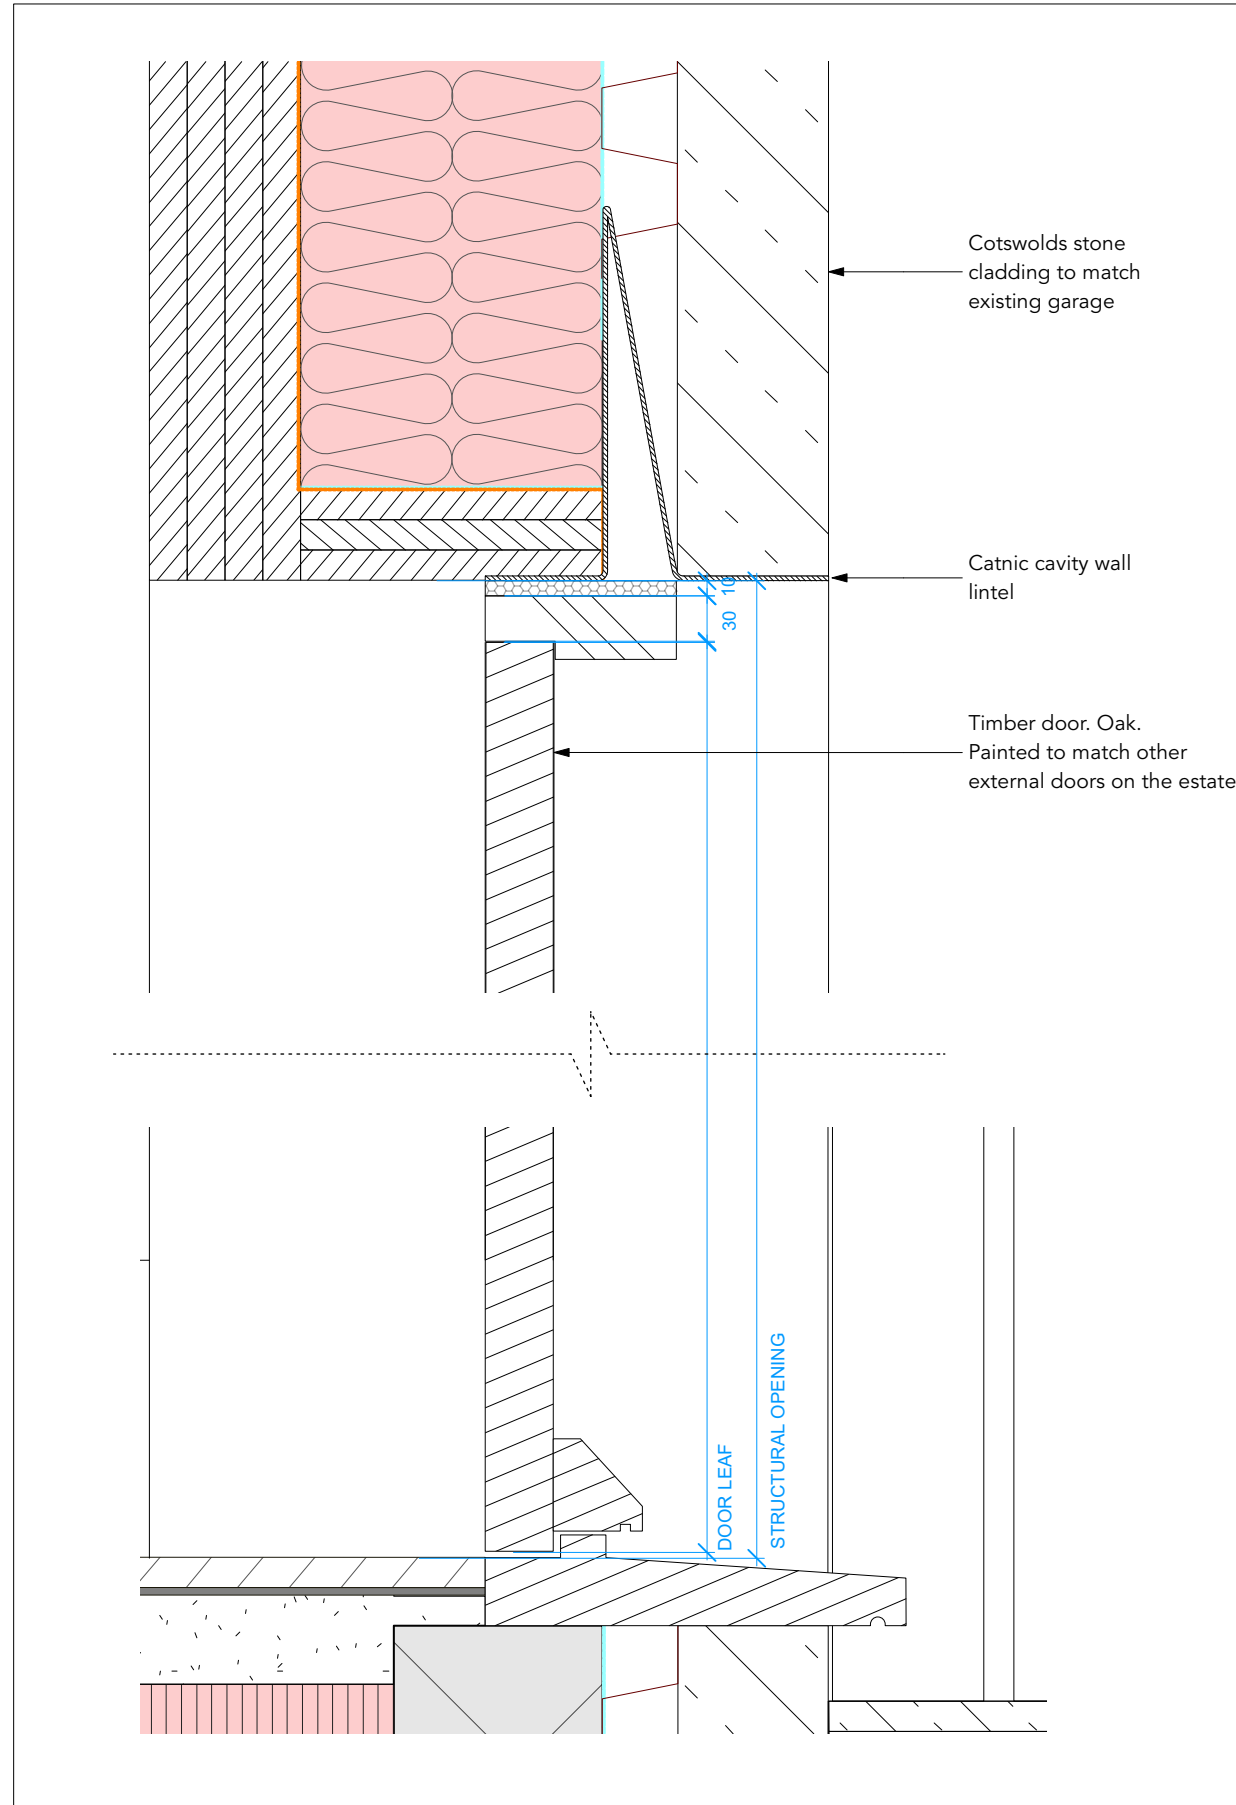 Cotswolds stone
cladding to match
existing garage
Catnic cavity wall
lintel
10
30
Timber door. Oak.
Painted to match other
external doors on the estate
DOOR LEAF
STRUCTURAL OPENING